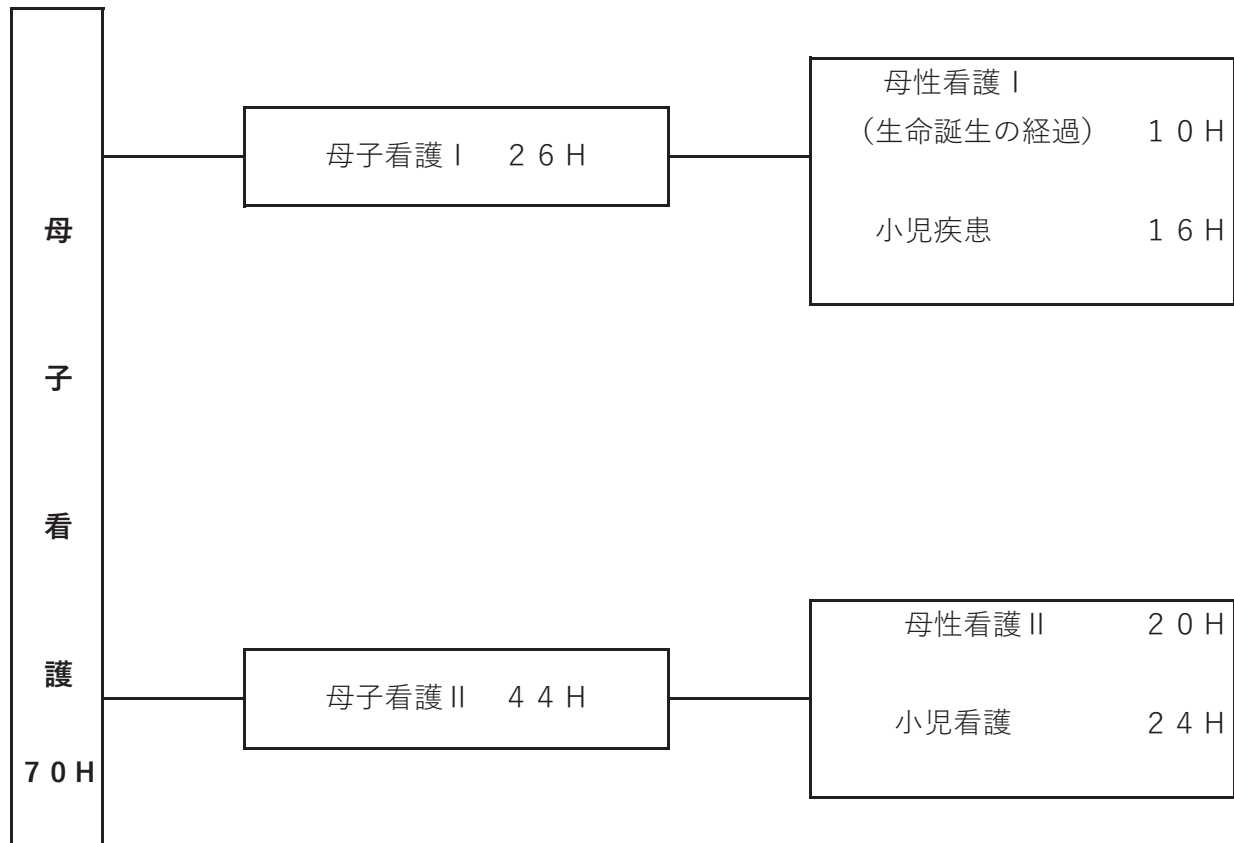 母子看護
７０H
母子看護Ⅰ　２６H
母性看護Ⅰ
（生命誕生の経過）　１０H
小児疾患　１６H
母子看護Ⅱ　４４H
母性看護Ⅱ　２０H
小児看護　２４H